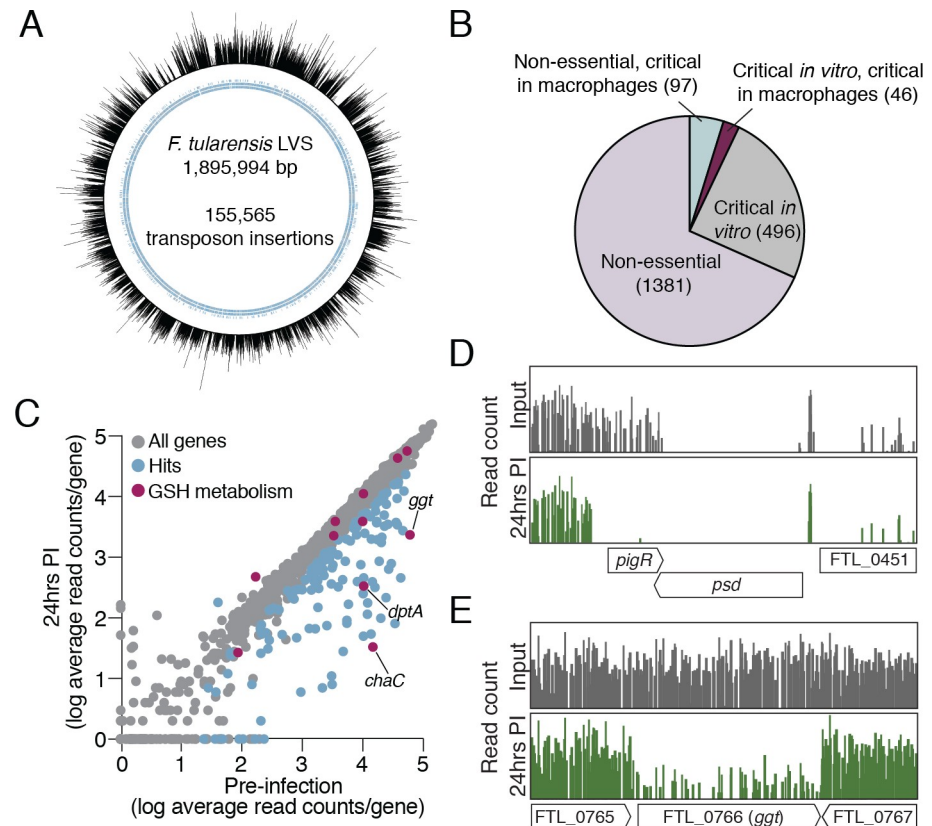 A
F. tularensis LVS
1,895,994 bp
155,565
transposon insertions
B
Non-essential, critical
in macrophages (97)
Critical in vitro, critical
in macrophages (46)
Critical in
vitro (496)
Non-essential
(1381)
C
24hrs PI
(log average read counts/gene)
5
4
3
2
1
0
All genes
Hits
GSH metabolism
ggt
dptA
chaC
0 1 2 3 4 5
Pre-infection
(log average read counts/gene)
D
Read count
Input
24hrs PI
pigR
psd
FTL_0451
E
Read count
Input
24hrs PI
FTL_0765
FTL_0766 (ggt)
FTL_0767